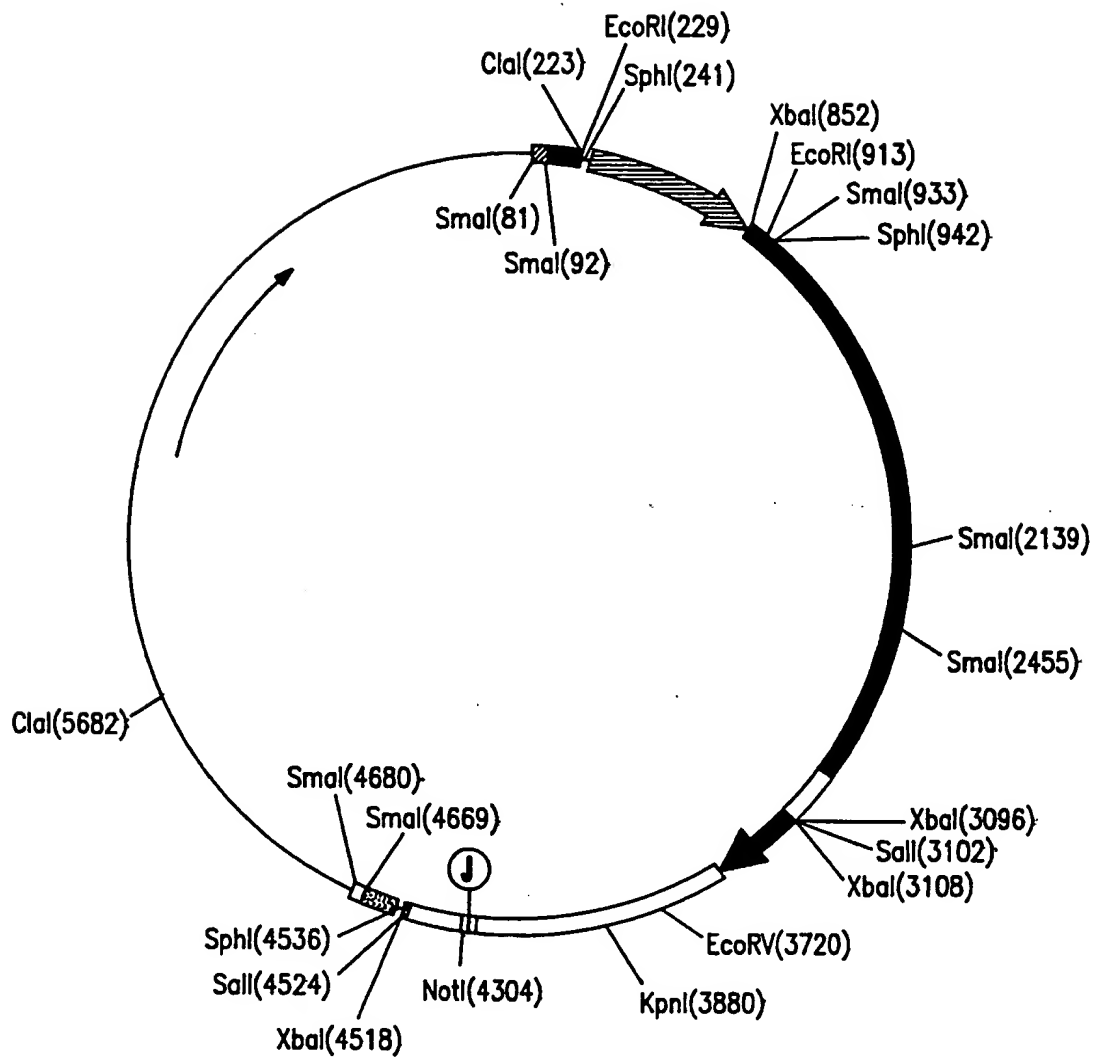 EcoRI(229)
ClaI(223)
SphI(241)
XbaI(852)
EcoRI(913)
SmaI(933)
SphI(942)
SmaI(81)
SmaI(92)
SmaI(2139)
SmaI(2455)
ClaI(5682)
SmaI(4680)
SmaI(4669)
XbaI(3096)
SalI(3102)
XbaI(3108)
J
SphI(4536)
SalI(4524)
XbaI(4518)
NotI(4304)
EcoRV(3720)
KpnI(3880)